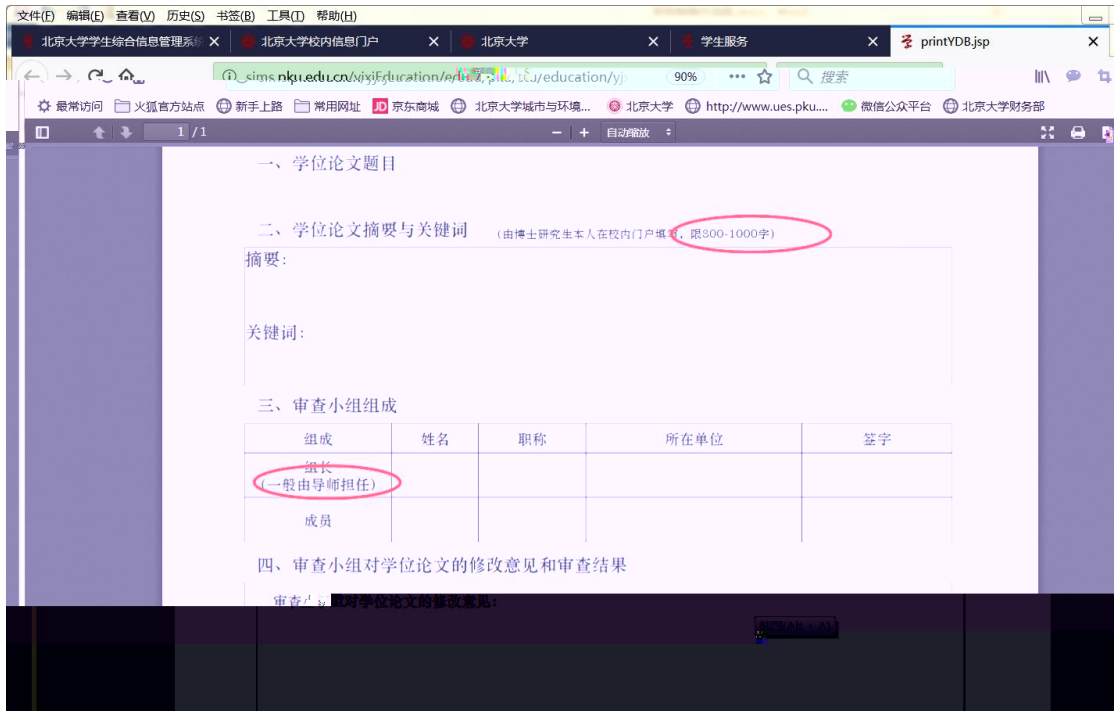 文件(F) 编辑(E) 查看(V) 历史(S) 书签(B) 工具(T) 帮助(H)
北京大学学生综合信息管理系统 北京大学校内信息门户 北京大学 学生服务 printYDB.jsp
90% 搜索
最常访问 火狐官方站点 新手上路 常用网址 JD 京东商城 北京大学城市与环境... 北京大学 http://www.ues.pku.... 微信公众平台 北京大学财务部
1 / 1 自动缩放
一、学位论文题目
二、学位论文摘要与关键词 (由博士研究生本人在校内门户填写，限800-1000字)
摘要:
关键词:
三、审查小组组成
组成 姓名 职称 所在单位 签字
组长
(一般由导师担任)
成员
四、审查小组对学位论文的修改意见和审查结果
审查小组对学位论文的修改意见: